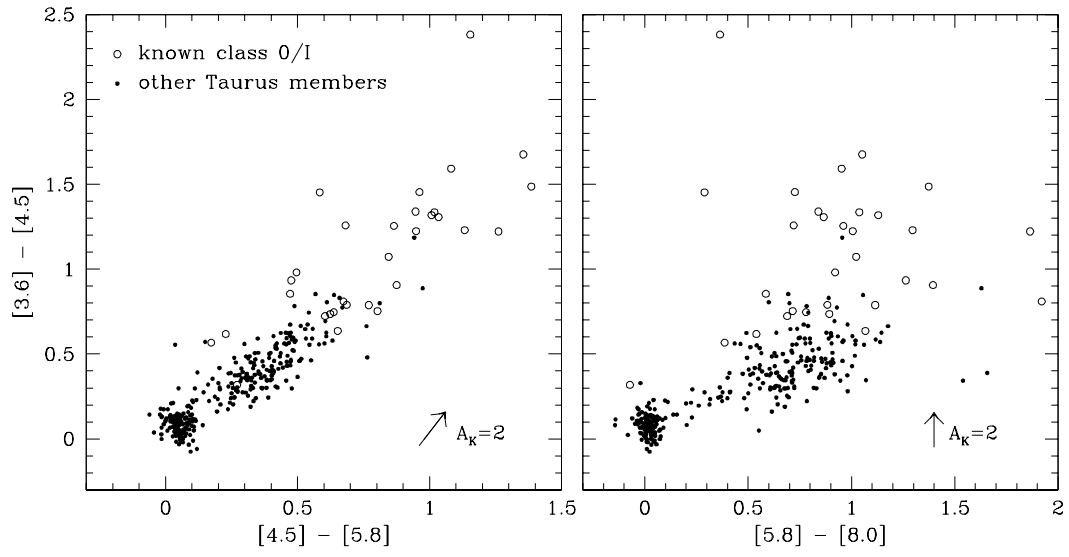 known class 0/I
other Taurus members
[3.6] – [4.5]
2.5
2
1.5
1
0.5
0
A_K=2
A_K=2
0
0.5
1
1.5
0
0.5
1
1.5
2
[4.5] – [5.8]
[5.8] – [8.0]